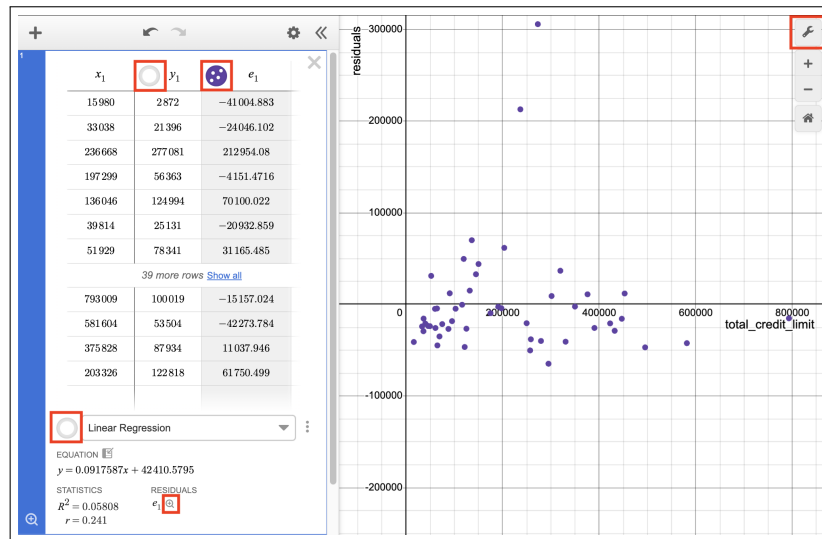 1
x₁ y₁ e₁
15980 2872 −41004.883
33038 21396 −24046.102
236668 277081 212954.08
197299 56363 −4151.4716
136046 124994 70100.022
39814 25131 −20932.859
51929 78341 31165.485
39 more rows Show all
793009 100019 −15157.024
581604 53504 −42273.784
375828 87934 11037.946
203326 122818 61750.499
Linear Regression
EQUATION
y = 0.0917587x + 42410.5795
STATISTICS RESIDUALS
R² = 0.05808 e₁
r = 0.241
residuals
300000
200000
100000
0 200000 400000 600000 800000
total_credit_limit
-100000
-200000